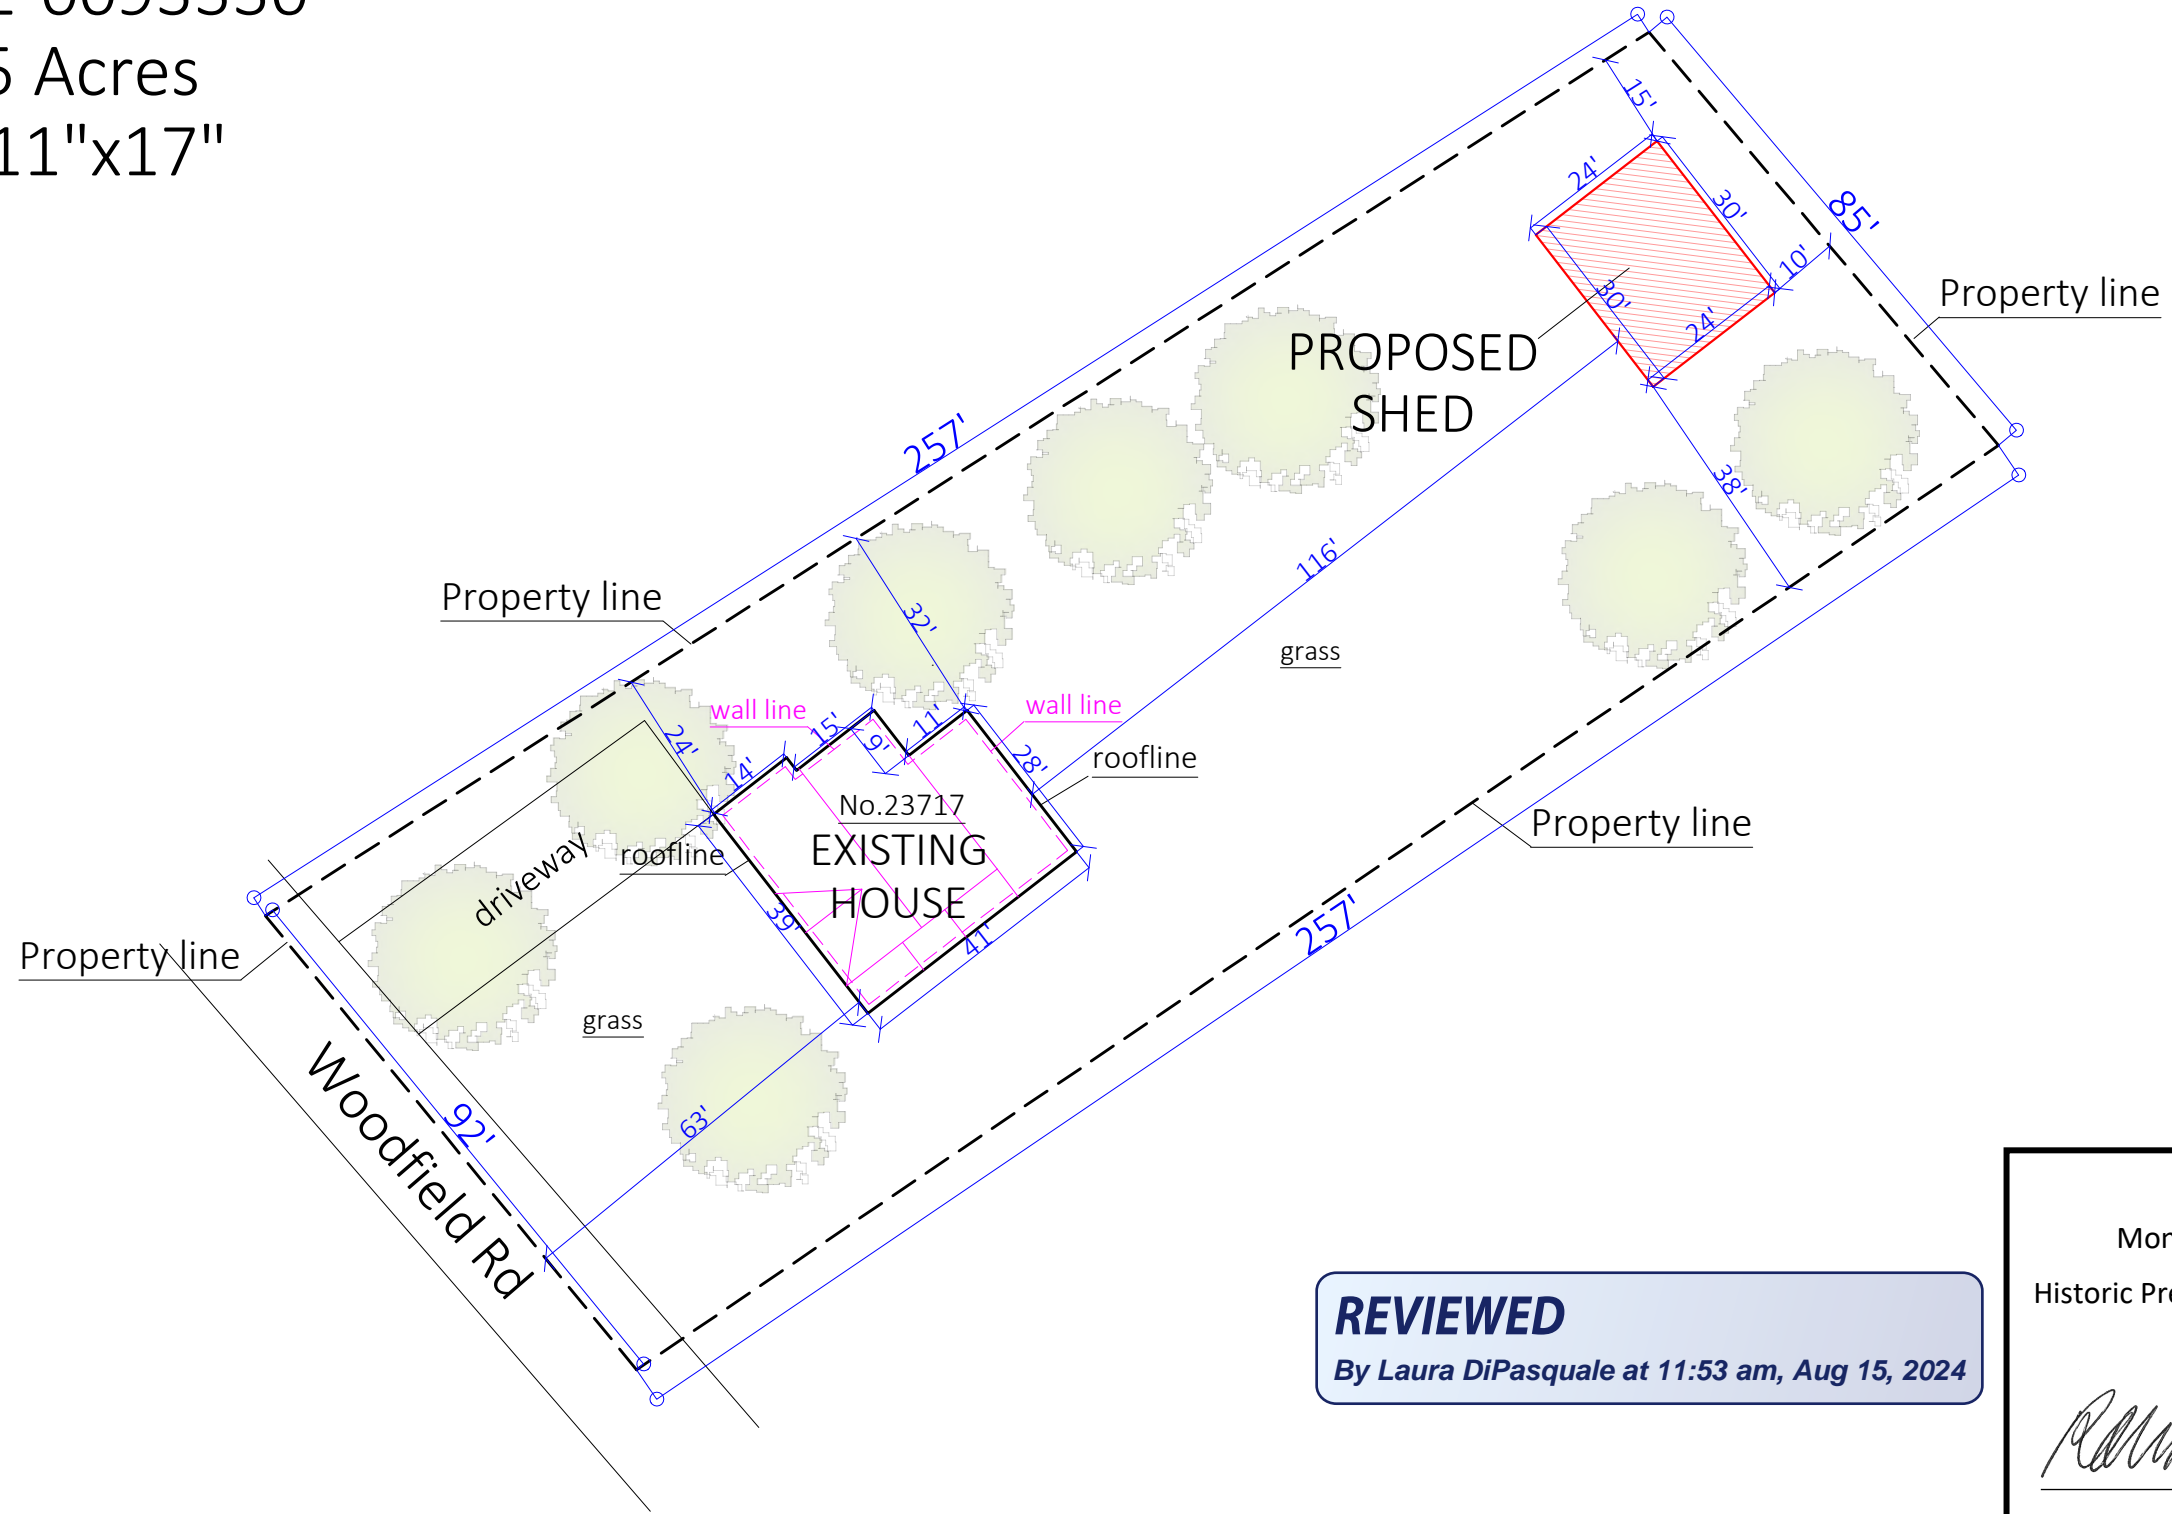 5 Acres
11"x17"
15'
24'
30'
85'
10'
Property line
30'
24'
PROPOSED
SHED
257'
38'
116'
Property line
32'
grass
wall line
wall line
15'
11'
9'
24'
14'
28'
roofline
No.23717
EXISTING
HOUSE
roofline
driveway
39'
41'
Property line
257'
Property line
grass
63'
92'
Woodfield Rd
REVIEWED
By Laura DiPasquale at 11:53 am, Aug 15, 2024
Mon
Historic Pre